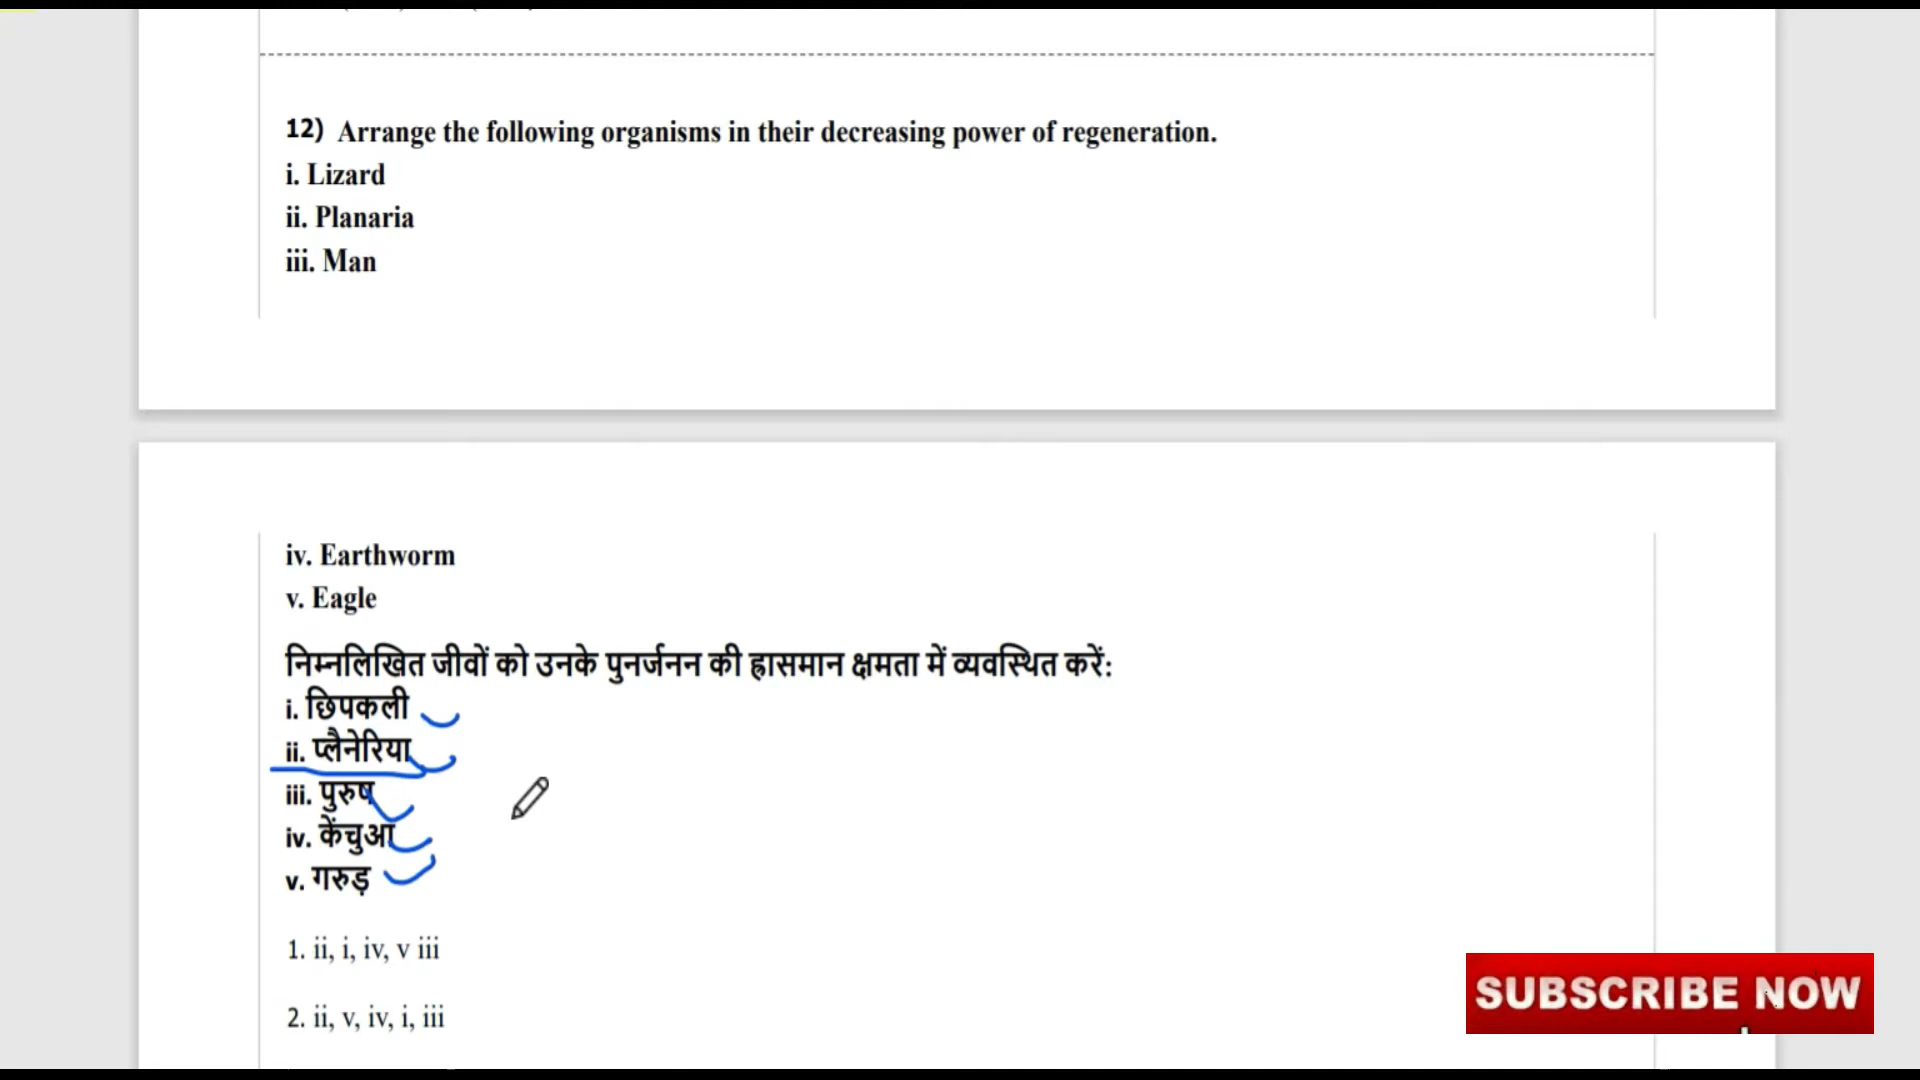 12) Arrange the following organisms in their decreasing power of regeneration.
i. Lizard
ii. Planaria
iii. Man
iv. Earthworm
v. Eagle
निम्नलिखित जीवों को उनके पुनर्जनन की ह्रासमान क्षमता में व्यवस्थित करें:
i. छिपकली
ii. प्लैनेरिया
iii. पुरुष
iv. केंचुआ
v. गरुड़
1. ii, i, iv, v iii
2. ii, v, iv, i, iii
SUBSCRIBE NOW